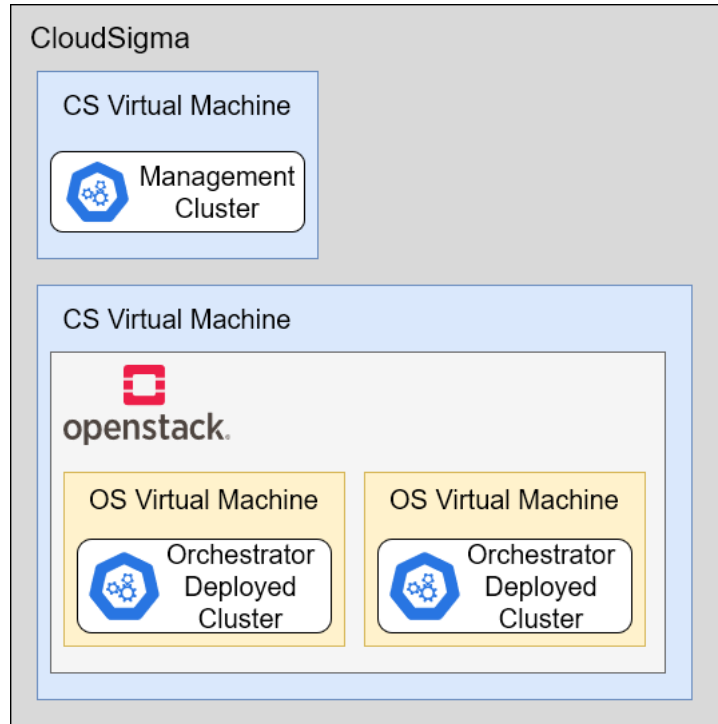 CloudSigma
CS Virtual Machine
Management
Cluster
CS Virtual Machine
openstack.
OS Virtual Machine
Orchestrator
Deployed
Cluster
OS Virtual Machine
Orchestrator
Deployed
Cluster